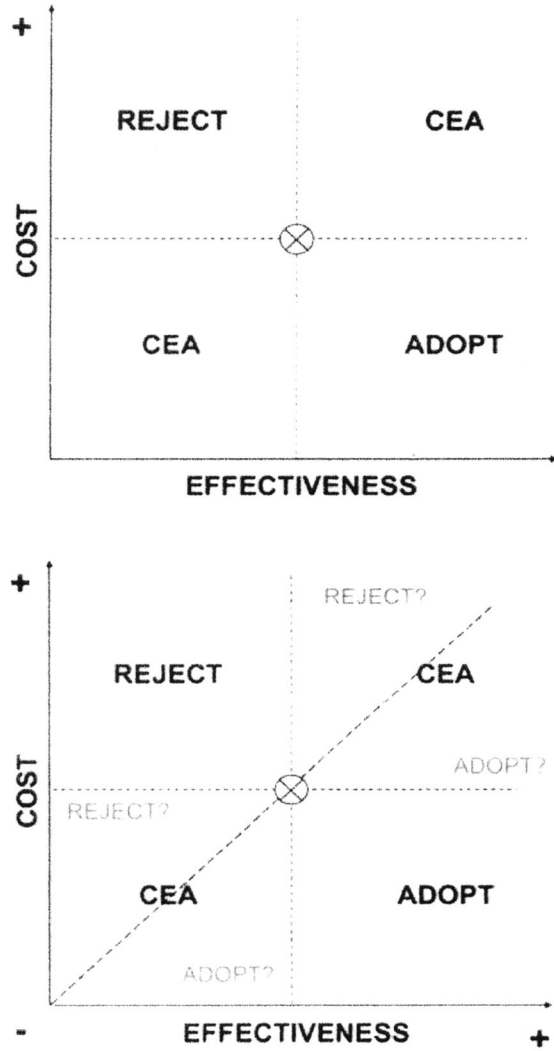 +
REJECT CEA
COST
CEA ADOPT
EFFECTIVENESS
+
REJECT?
REJECT CEA
ADOPT?
COST
REJECT?
CEA ADOPT
ADOPT?
- EFFECTIVENESS +